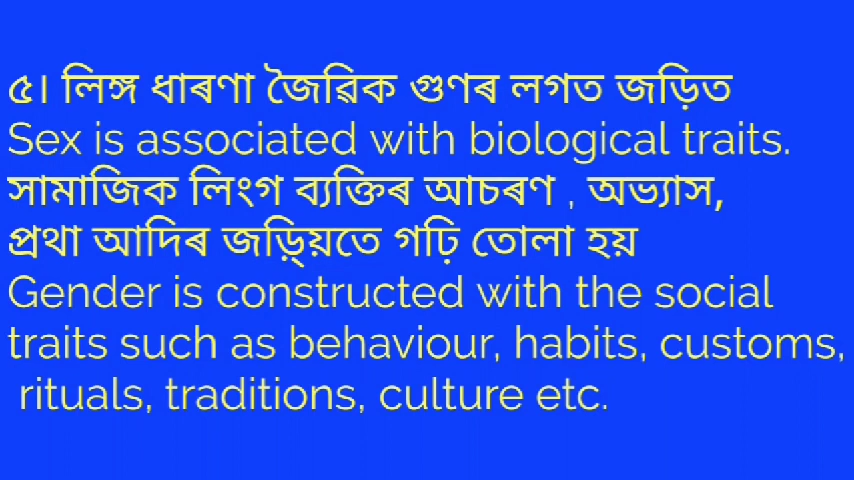 ৫। লিঙ্গ ধাৰণা জৈৱিক গুণৰ লগত জড়িত
Sex is associated with biological traits.
সামাজিক লিংগ ব্যক্তিৰ আচৰণ , অভ্যাস,
প্ৰথা আদিৰ জড়ি্য়তে গঢ়ি তোলা হয়
Gender is constructed with the social
traits such as behaviour, habits, customs,
rituals, traditions, culture etc.